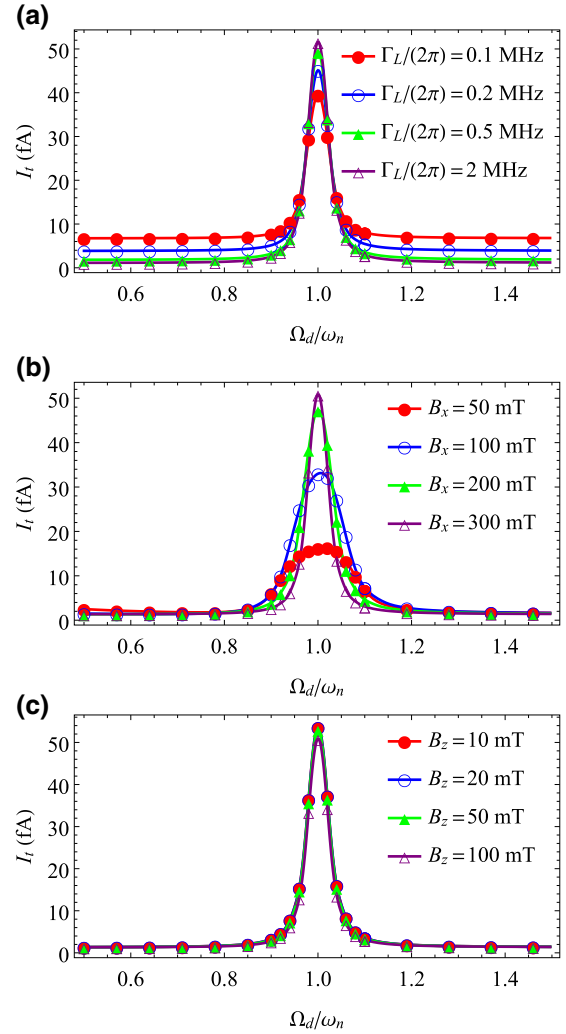 (a)
50
40
30
20
10
0
I_t (fA)
Γ_L/(2π) = 0.1 MHz
Γ_L/(2π) = 0.2 MHz
Γ_L/(2π) = 0.5 MHz
Γ_L/(2π) = 2 MHz
0.6 0.8 1.0 1.2 1.4
Ω_d/ω_n
(b)
50
40
30
20
10
0
I_t (fA)
B_x = 50 mT
B_x = 100 mT
B_x = 200 mT
B_x = 300 mT
0.6 0.8 1.0 1.2 1.4
Ω_d/ω_n
(c)
50
40
30
20
10
0
I_t (fA)
B_z = 10 mT
B_z = 20 mT
B_z = 50 mT
B_z = 100 mT
0.6 0.8 1.0 1.2 1.4
Ω_d/ω_n